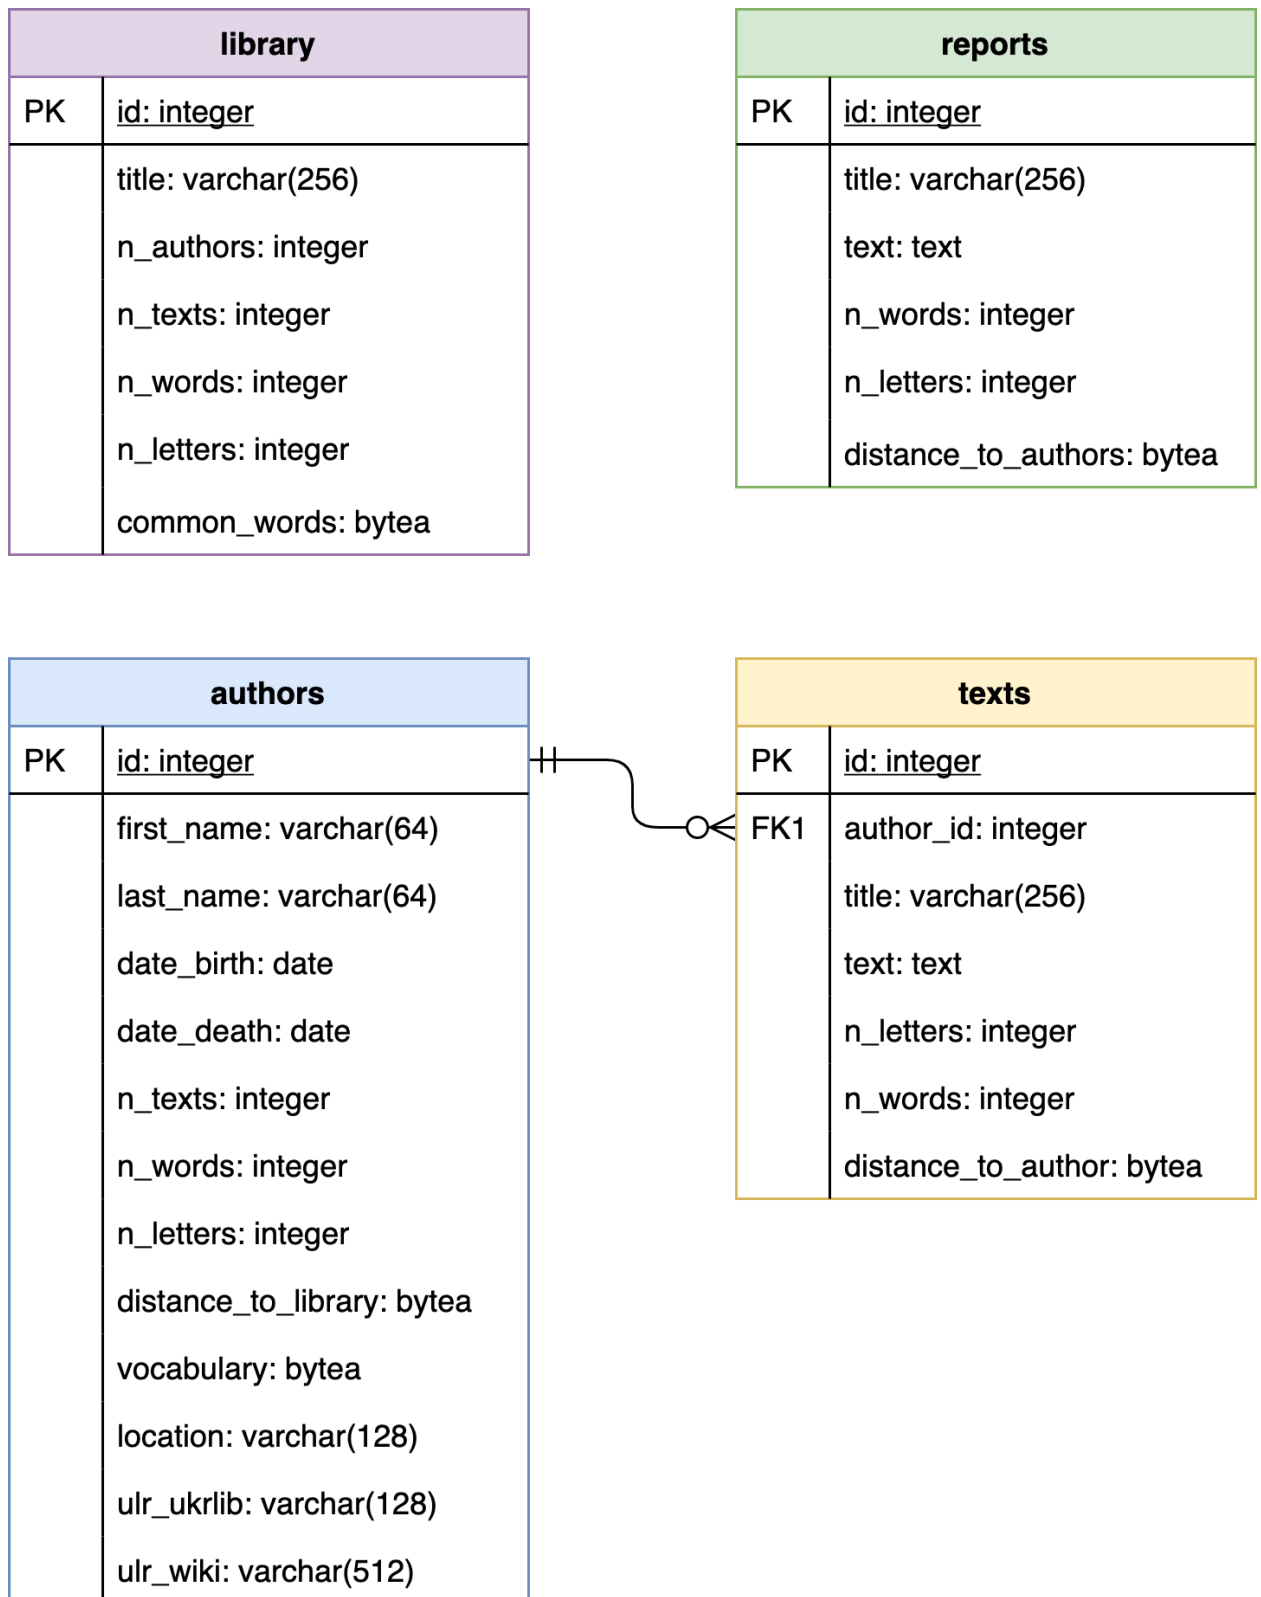 library
PK id: integer
title: varchar(256)
n_authors: integer
n_texts: integer
n_words: integer
n_letters: integer
common_words: bytea
reports
PK id: integer
title: varchar(256)
text: text
n_words: integer
n_letters: integer
distance_to_authors: bytea
authors
PK id: integer
first_name: varchar(64)
last_name: varchar(64)
date_birth: date
date_death: date
n_texts: integer
n_words: integer
n_letters: integer
distance_to_library: bytea
vocabulary: bytea
location: varchar(128)
ulr_ukrlib: varchar(128)
ulr_wiki: varchar(512)
texts
PK id: integer
FK1 author_id: integer
title: varchar(256)
text: text
n_letters: integer
n_words: integer
distance_to_author: bytea